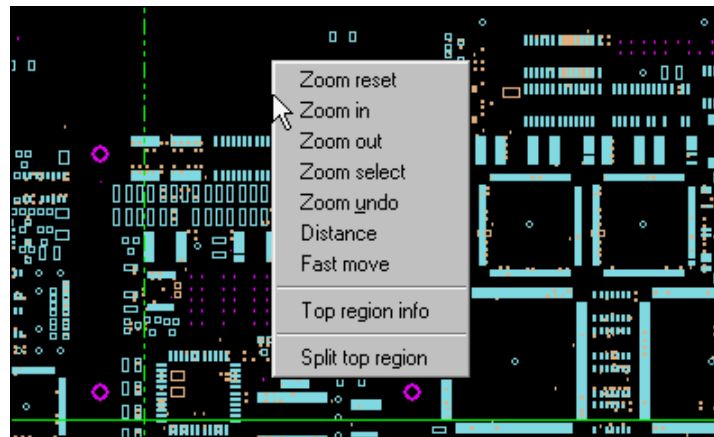 Zoom reset
Zoom in
Zoom out
Zoom select
Zoom undo
Distance
Fast move
Top region info
Split top region